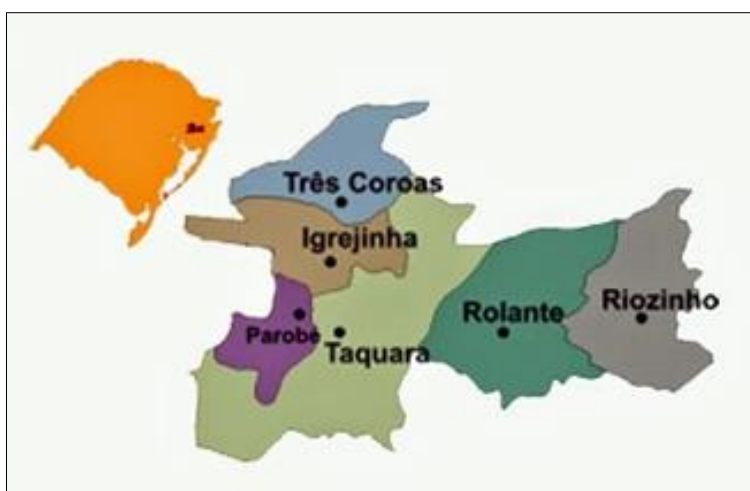 Três Coroas
Igrejinha
Parobé
Taquara
Rolante
Riozinho